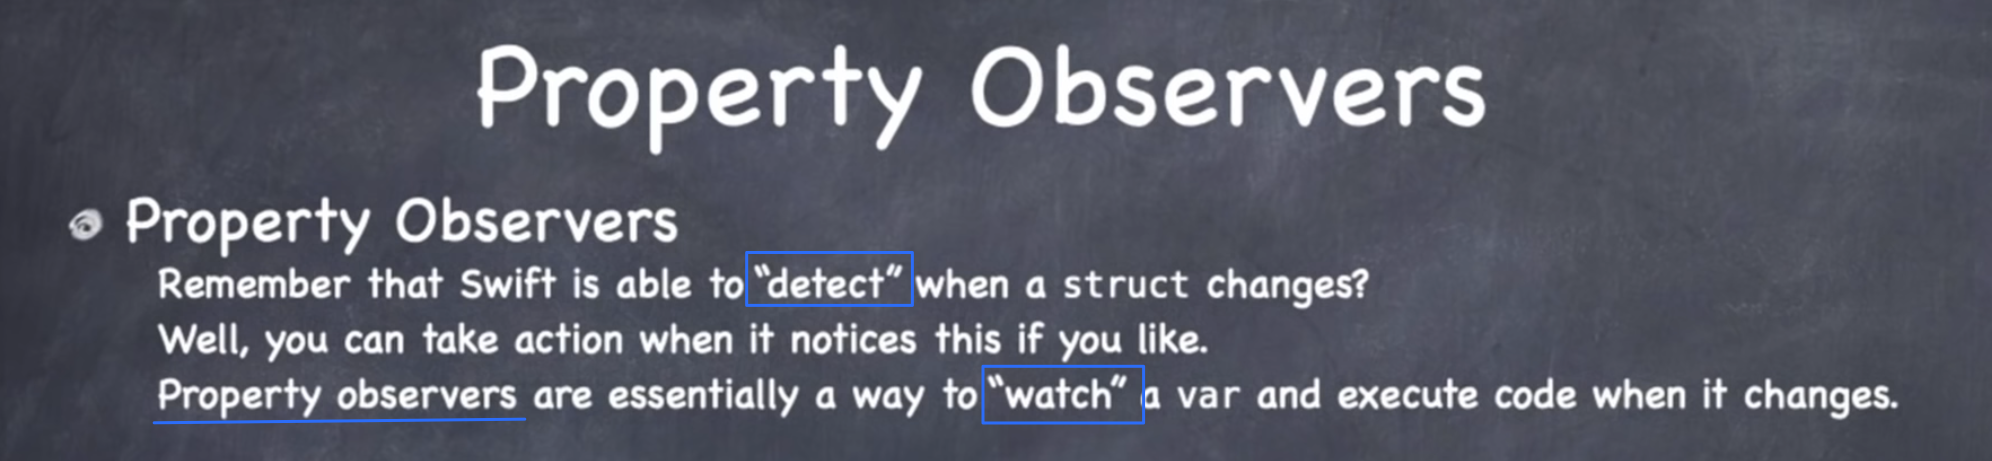 Property Observers
Property Observers
Remember that Swift is able to “detect” when a struct changes?
Well, you can take action when it notices this if you like.
Property observers are essentially a way to “watch” a var and execute code when it changes.